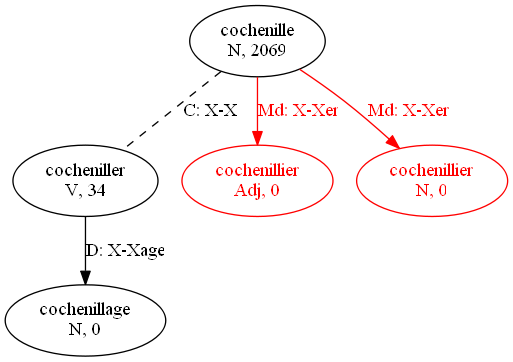 cochenille
N, 2069
C: X-X
Md: X-Xer
Md: X-Xer
cocheniller
V, 34
cochenillier
Adj, 0
cochenillier
N, 0
D: X-Xage
cochenillage
N, 0